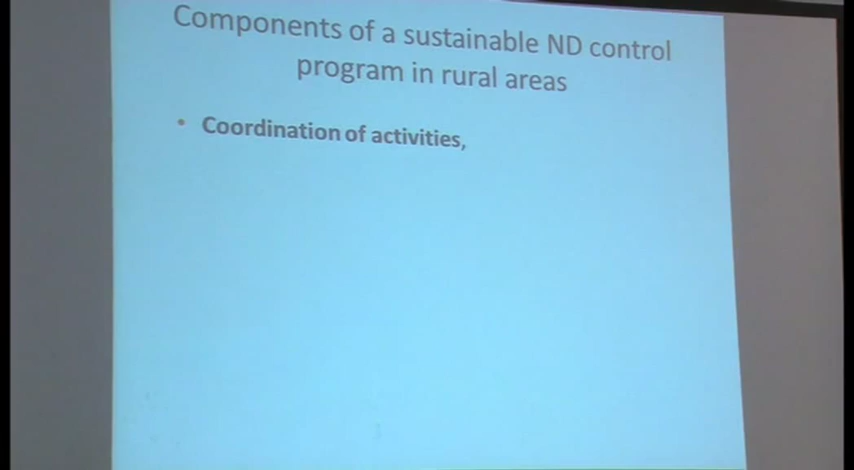 Components of a sustainable ND control
program in rural areas
• Coordination of activities,